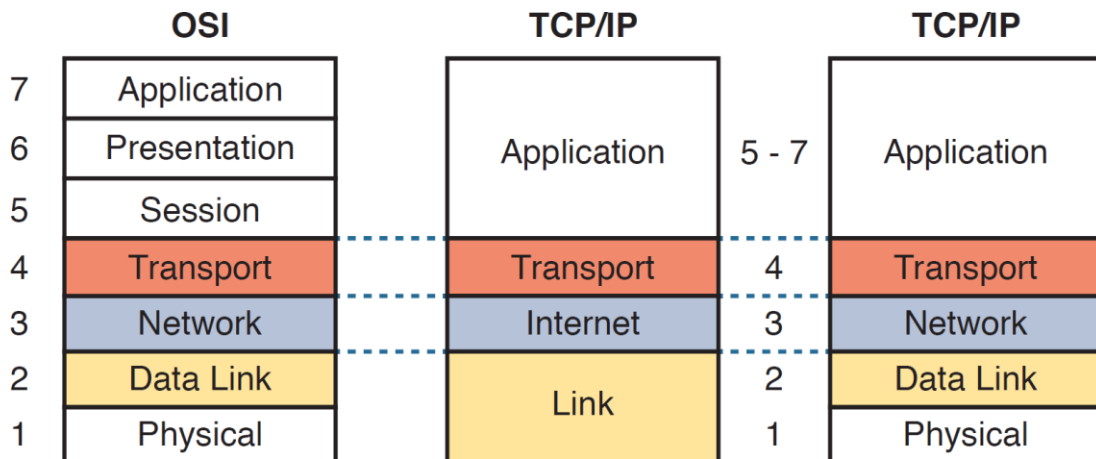 OSI TCP/IP TCP/IP
7 Application
6 Presentation Application 5 - 7 Application
5 Session
4 Transport Transport 4 Transport
3 Network Internet 3 Network
2 Data Link Link 2 Data Link
1 Physical 1 Physical